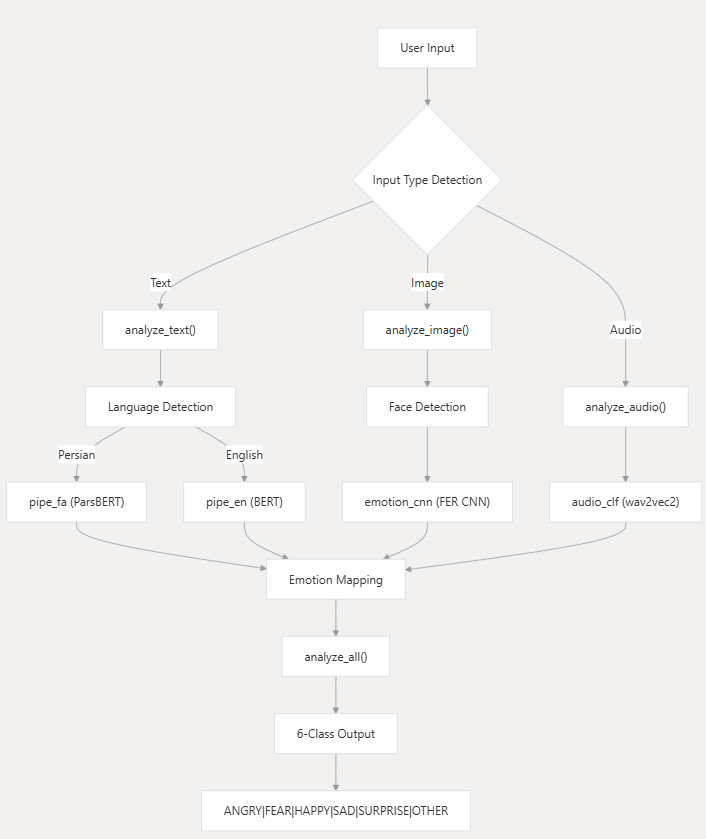 User Input
Input Type Detection
Text
Image
Audio
analyze_text()
analyze_image()
analyze_audio()
Language Detection
Face Detection
Persian
English
pipe_fa (ParsBERT)
pipe_en (BERT)
emotion_cnn (FER CNN)
audio_clf (wav2vec2)
Emotion Mapping
analyze_all()
6-Class Output
ANGRY|FEAR|HAPPY|SAD|SURPRISE|OTHER